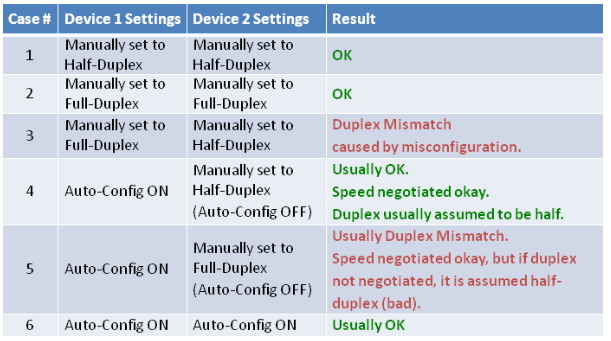 Case # Device 1 Settings Device 2 Settings Result
1 Manually set to Half-Duplex Manually set to Half-Duplex OK
2 Manually set to Full-Duplex Manually set to Full-Duplex OK
3 Manually set to Full-Duplex Manually set to Half-Duplex Duplex Mismatch
caused by misconfiguration.
4 Auto-Config ON Manually set to
Half-Duplex
(Auto-Config OFF)
Usually OK.
Speed negotiated okay.
Duplex usually assumed to be half.
5 Auto-Config ON Manually set to
Full-Duplex
(Auto-Config OFF)
Usually Duplex Mismatch.
Speed negotiated okay, but if duplex
not negotiated, it is assumed half-
duplex (bad).
6 Auto-Config ON Auto-Config ON Usually OK